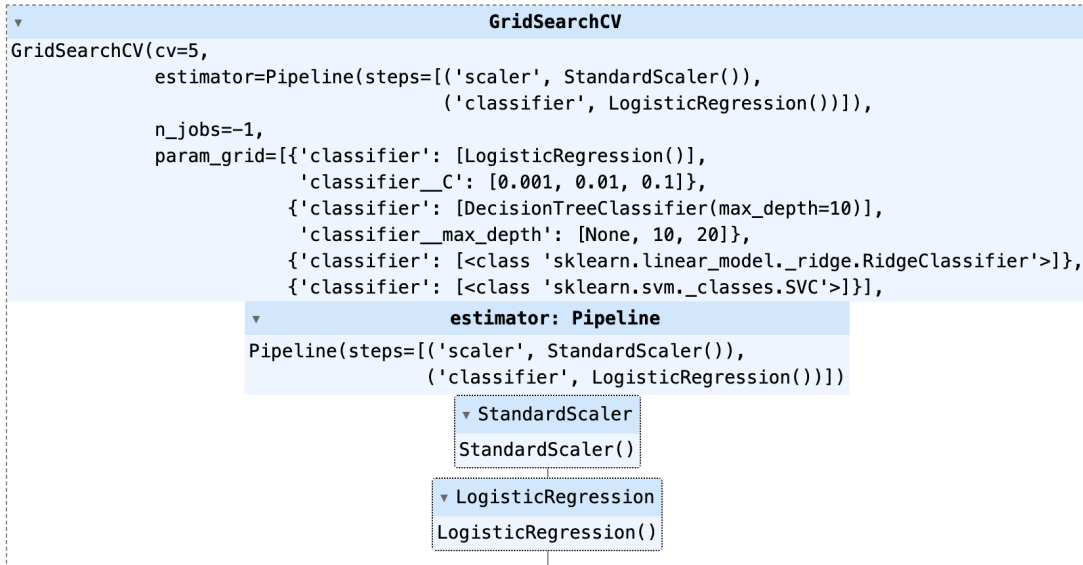 GridSearchCV
GridSearchCV(cv=5,
estimator=Pipeline(steps=[('scaler', StandardScaler()),
('classifier', LogisticRegression())]),
n_jobs=-1,
param_grid=[{'classifier': [LogisticRegression()],
'classifier__C': [0.001, 0.01, 0.1]},
{'classifier': [DecisionTreeClassifier(max_depth=10)],
'classifier__max_depth': [None, 10, 20]},
{'classifier': [<class 'sklearn.linear_model._ridge.RidgeClassifier'>]},
{'classifier': [<class 'sklearn.svm._classes.SVC'>]}],
estimator: Pipeline
Pipeline(steps=[('scaler', StandardScaler()),
('classifier', LogisticRegression())])
StandardScaler
StandardScaler()
LogisticRegression
LogisticRegression()